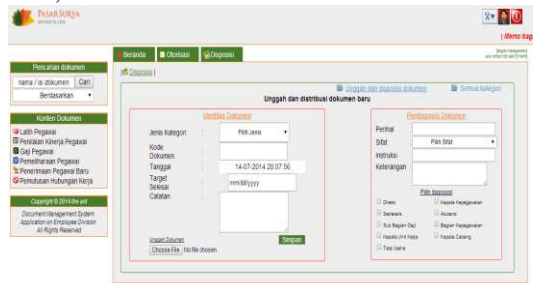 PASAR SURYA
| Memo bag
Beranda
Otorisasi
Disposisi
Pencarian dokumen
nama / isi dokumen Cari
Berdasarkan
| Disposisi |
Unggah dan disposisi dokumen
Semua kategori
Unggah dan distribusi dokumen baru
Konten Dokumen
Latih Pegawai
Penilaian Kinerja Pegawai
Gaji Pegawai
Pemeliharaan Pegawai
Penerimaan Pegawai Baru
Pemutusan Hubungan Kerja
Copyright © 2014
Document Management System
Application on Employee Division
All Rights Reserved
Identitas Dokumen
Jenis Kategori : Pilih Jenis
Kode
Dokumen :
Tanggal : 14-07-2014 20:07:56
Target
Selesai : mm/dd/yyyy
Catatan :
Unggah Dokumen
Choose File No file chosen
Simpan
Pendisposisi Dokumen
Perihal :
Sifat : Pilih Sifat
Instruksi :
Keterangan :
Pilih disposisi
Direksi
Kepala Kepegawaian
Sekretaris
Akutansi
Sub Bagian Gaji
Bagian Kepegawaian
Kepala Unit Kerja
Kepala Cabang
Tata Usaha